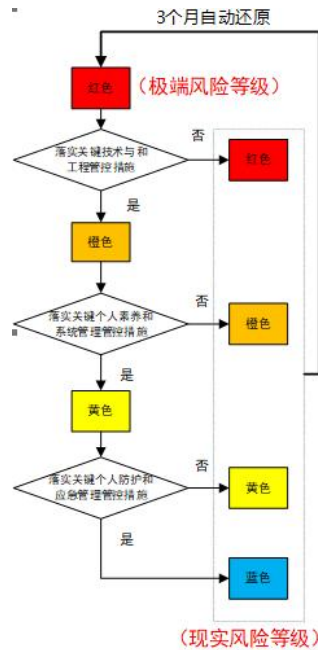 3个月自动还原
红色
（极端风险等级）
否
落实关键技术与和
工程管控措施
红色
是
橙色
否
落实关键个人素养和
系统管理管控措施
橙色
是
黄色
否
落实关键个人防护和
应急管理管控措施
黄色
是
蓝色
（现实风险等级）